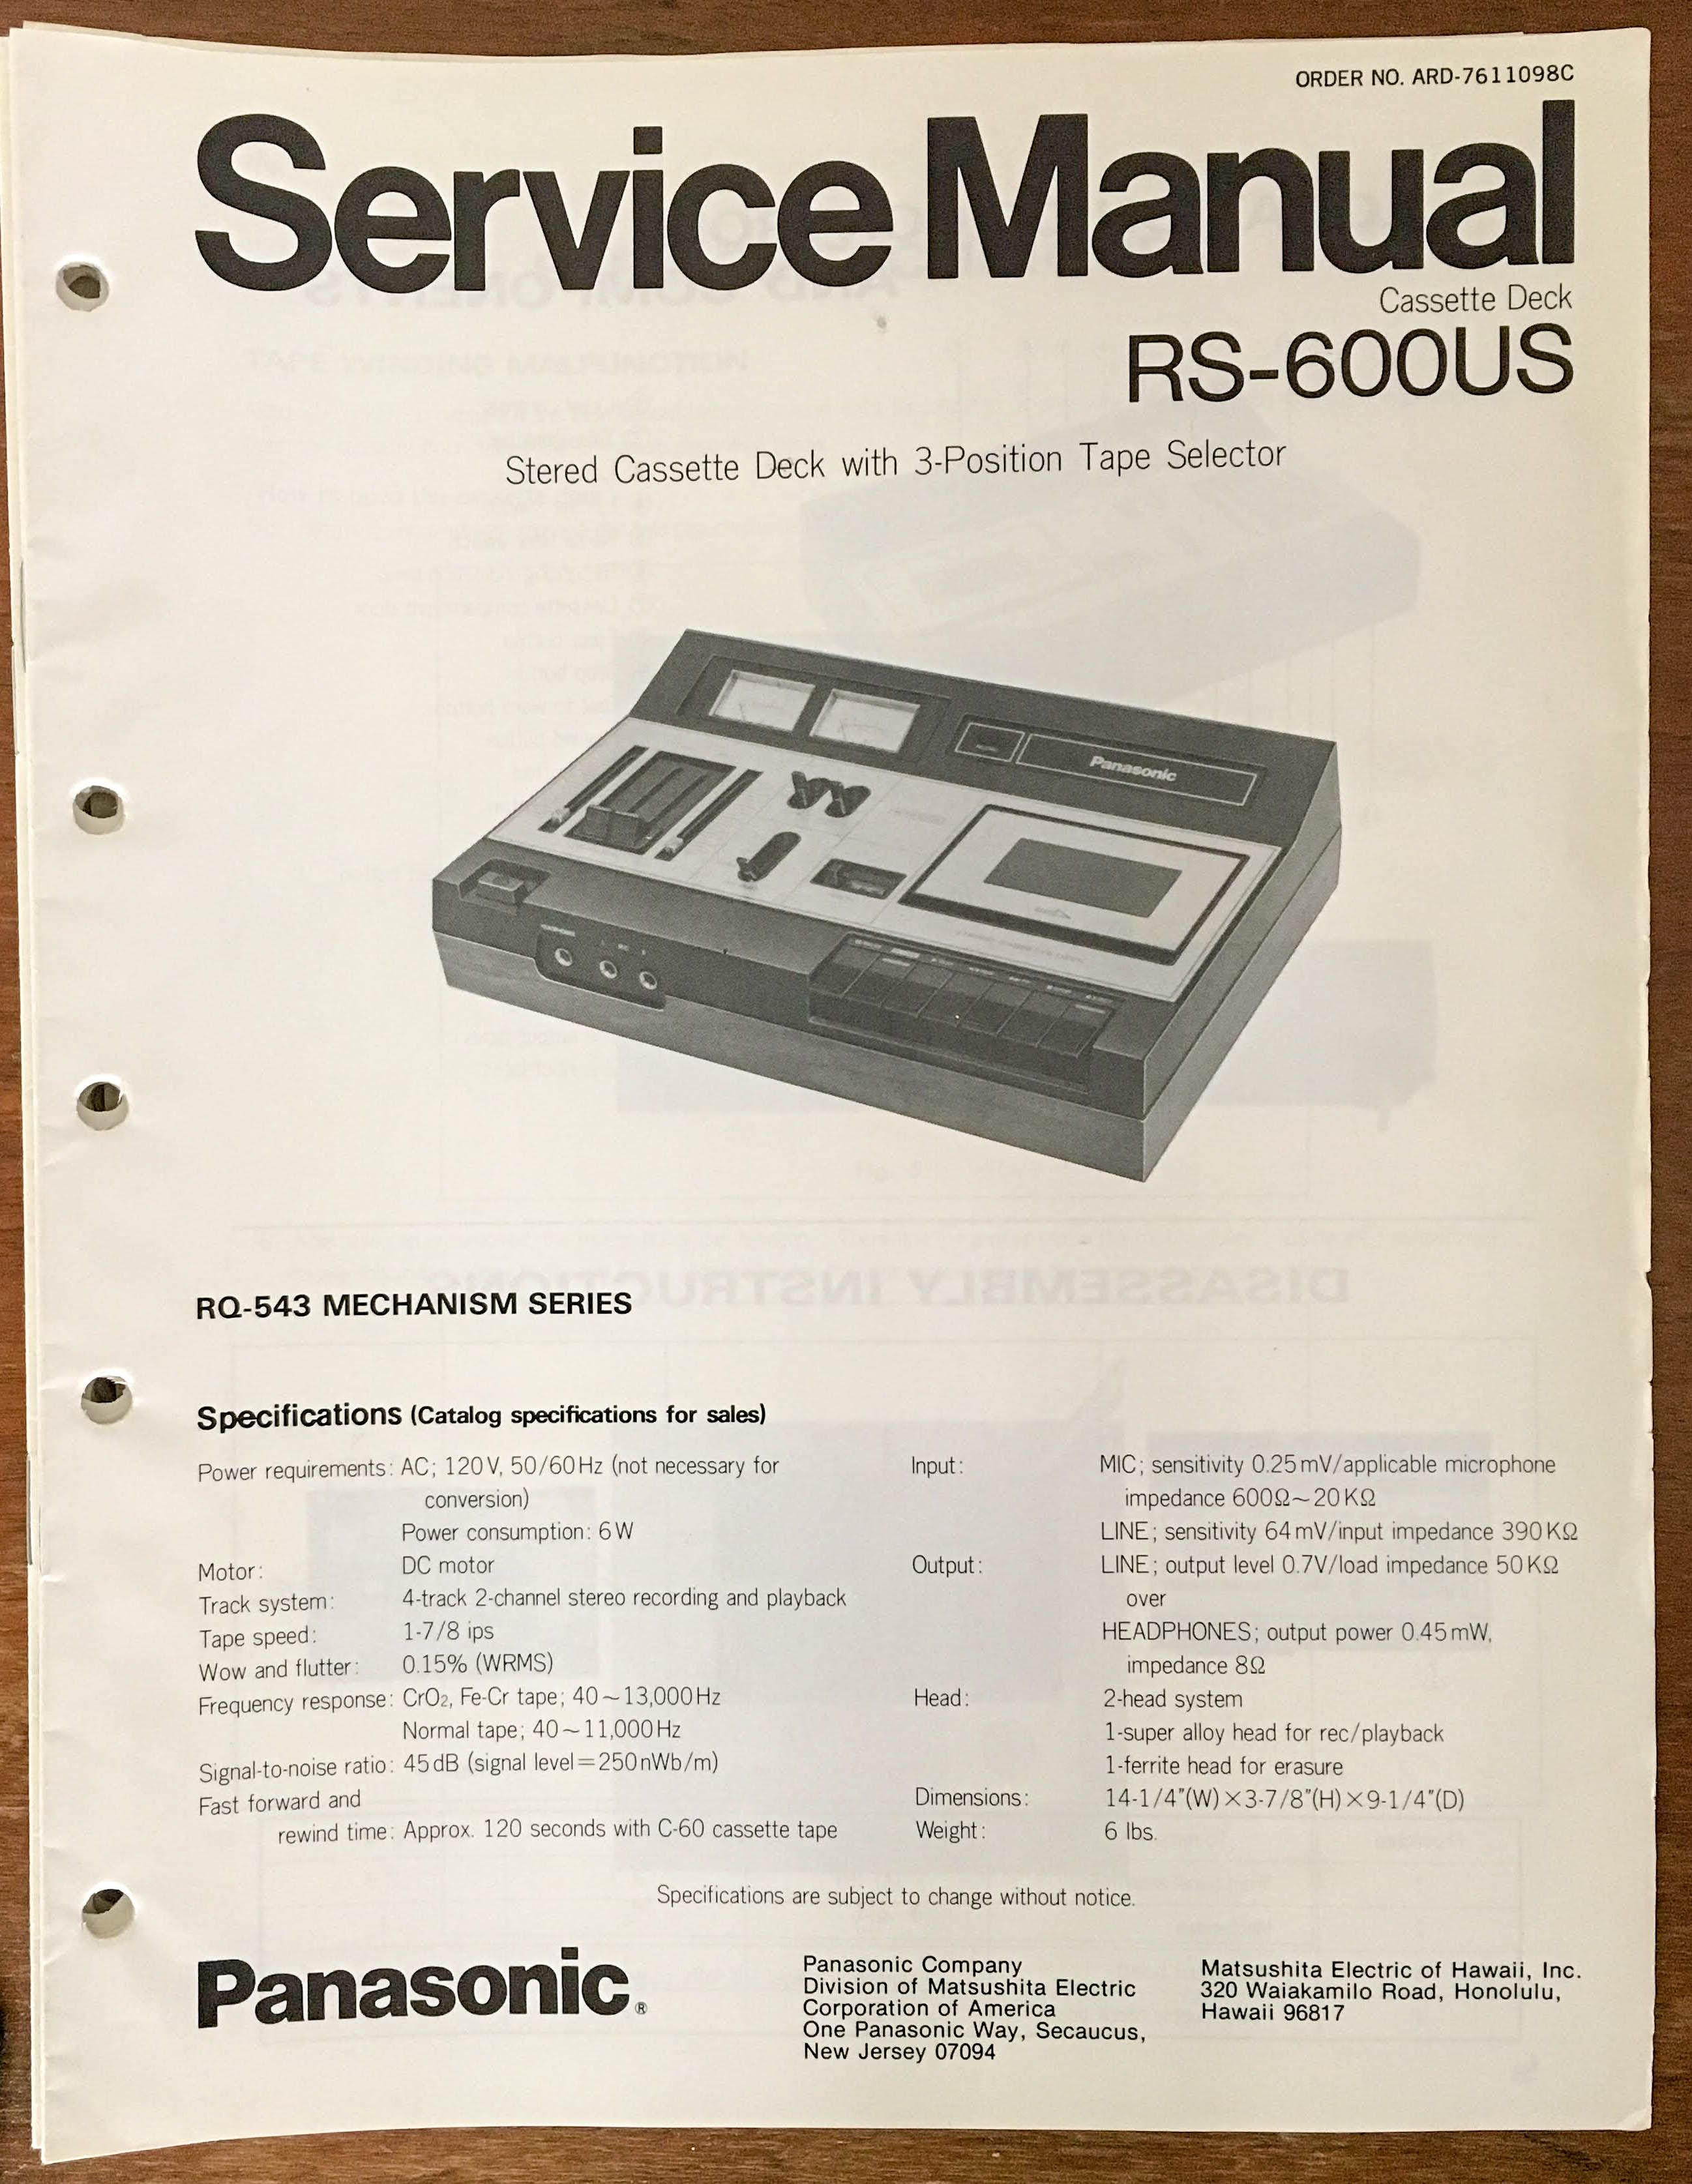 ORDER NO. ARD-7611098C
Service Manual
Cassette Deck
RS-600US
Stered Cassette Deck with 3-Position Tape Selector
Panasonic
RQ-543 MECHANISM SERIES
Specifications (Catalog specifications for sales)
Power requirements: AC; 120V, 50/60Hz (not necessary for
conversion)
Power consumption: 6W
Motor: DC motor
Track system: 4-track 2-channel stereo recording and playback
Tape speed: 1-7/8 ips
Wow and flutter: 0.15% (WRMS)
Frequency response: CrO₂, Fe-Cr tape; 40～13,000Hz
Normal tape; 40～11,000Hz
Signal-to-noise ratio: 45dB (signal level=250nWb/m)
Fast forward and
rewind time: Approx. 120 seconds with C-60 cassette tape
Input: MIC; sensitivity 0.25mV/applicable microphone
impedance 600Ω～20KΩ
LINE; sensitivity 64mV/input impedance 390KΩ
Output: LINE; output level 0.7V/load impedance 50KΩ
over
HEADPHONES; output power 0.45mW,
impedance 8Ω
Head: 2-head system
1-super alloy head for rec/playback
1-ferrite head for erasure
Dimensions: 14-1/4"(W)×3-7/8"(H)×9-1/4"(D)
Weight: 6 lbs.
Specifications are subject to change without notice.
Panasonic®
Panasonic Company
Division of Matsushita Electric
Corporation of America
One Panasonic Way, Secaucus,
New Jersey 07094
Matsushita Electric of Hawaii, Inc.
320 Waiakamilo Road, Honolulu,
Hawaii 96817